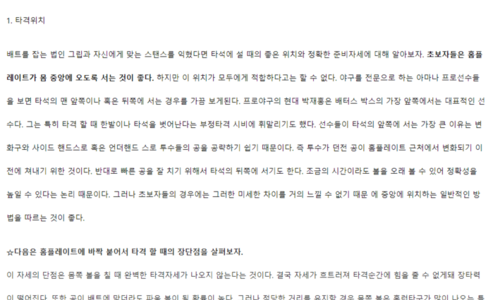 1. 타격위치
배트를 잡는 법인 그립과 자신에게 맞는 스탠스를 익혔다면 타석에 설 때의 좋은 위치와 정확한 준비자세에 대해 알아보자. 초보자들은 홈플
레이트가 몸 중앙에 오도록 서는 것이 좋다. 하지만 이 위치가 모두에게 적합하다고는 할 수 없다. 야구를 전문으로 하는 아마나 프로선수들
을 보면 타석의 맨 앞쪽이나 혹은 뒤쪽에 서는 경우를 가끔 보게된다. 프로야구의 현대 박재홍은 배터스 박스의 가장 앞쪽에서는 대표적인 선
수다. 그는 특히 타격 할 때 한발이나 타석을 벗어난다는 부정타격 시비에 휘말리기도 했다. 선수들이 타석의 앞쪽에 서는 가장 큰 이유는 변
화구와 사이드 핸드스로 혹은 언더핸드 스로 투수들의 공을 공략하기 쉽기 때문이다. 즉 투수가 던전 공이 홈플레이트 근처에서 변화되기 이
전에 쳐내기 위한 것이다. 반대로 빠른 공을 잘 치기 위해서 타석의 뒤쪽에 서기도 한다. 조금의 시간이라도 볼을 오래 볼 수 있어 정확성을
높일 수 있다는 논리 때문이다. 그러나 초보자들의 경우에는 그러한 미세한 차이를 거의 느낄 수 없기 때문 에 중앙에 위치하는 일반적인 방
법을 따르는 것이 좋다.
☆다음은 홈플레이트에 바짝 붙어서 타격 할 때의 장단점을 살펴보자.
이 자세의 단점은 몸쪽 볼을 칠 때 완벽한 타격자세가 나오지 않는다는 것이다. 결국 자세가 흐트러져 타격순간에 힘을 줄 수 없게돼 장타력
이 떨어진다. 또한 공이 배트에 맞더라도 파울 볼이 될 확률이 높다. 그러나 적당한 거리를 유지할 경우 몸쪽 볼은 홈런타구가 많이 나오는 특